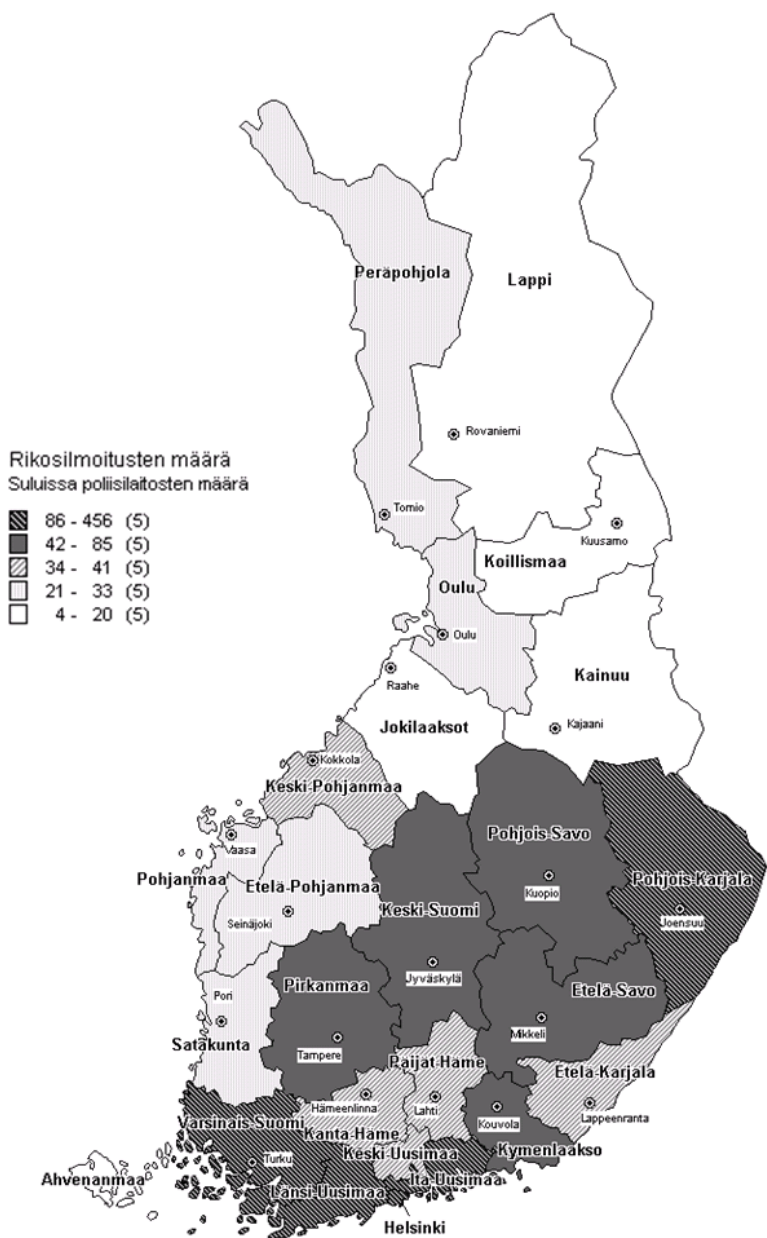 Peräpohjola
Lappi
Rovaniemi
Rikosilmoitusten määrä
Suluissa poliisilaitosten määrä
86 - 456 (5)
42 - 85 (5)
34 - 41 (5)
21 - 33 (5)
4 - 20 (5)
Tornio
Kuusamo
Koillismaa
Oulu
Oulu
Raahe
Kainuu
Jokilaaksot
Kajaani
Kokkola
Keski-Pohjanmaa
Vaasa
Pohjois-Savo
Pohjanmaa
Etelä-Pohjanmaa
Kuopio
Pohjois-Karjala
Seinäjoki
Keski-Suomi
Joensuu
Jyväskylä
Pirkanmaa
Etelä-Savo
Pori
Mikkeli
Satakunta
Tampere
Paijat-Häme
Etelä-Karjala
Hämeenlinna
Lahti
Kouvola
Lappeenranta
Varsinais-Suomi
Kanta-Häme
Keski-Uusimaa
Kymenlaakso
Turku
Ahvenanmaa
Länsi-Uusimaa
Ita-Uusimaa
Helsinki